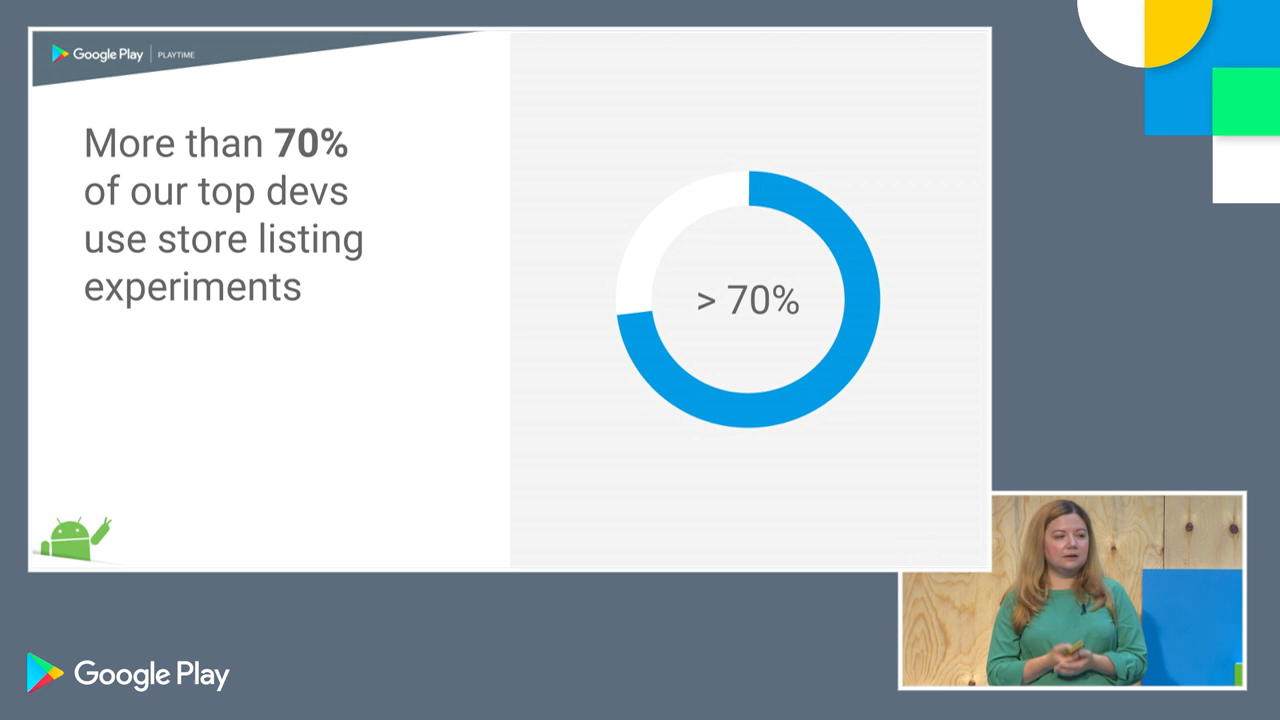 Google Play | PLAYTIME
More than 70%
of our top devs
use store listing
experiments
> 70%
Google Play